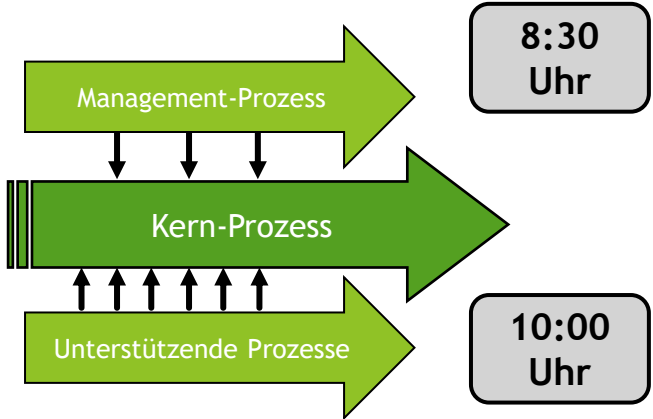 8:30
Uhr
Management-Prozess
Kern-Prozess
Unterstützende Prozesse
10:00
Uhr